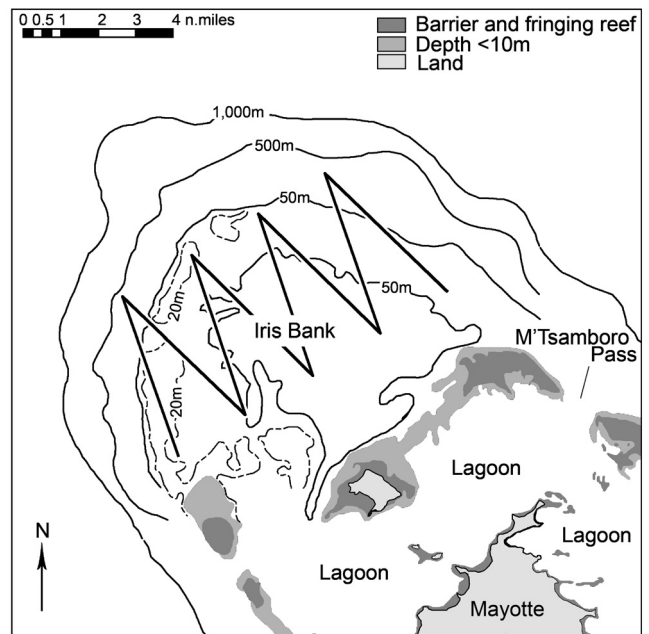 0 0.5 1 2 3 4 n.miles
Barrier and fringing reef
Depth <10m
Land
1,000m
500m
50m
50m
20m
Iris Bank
M'Tsamboro
Pass
20m
Lagoon
N
Lagoon
Lagoon
Mayotte